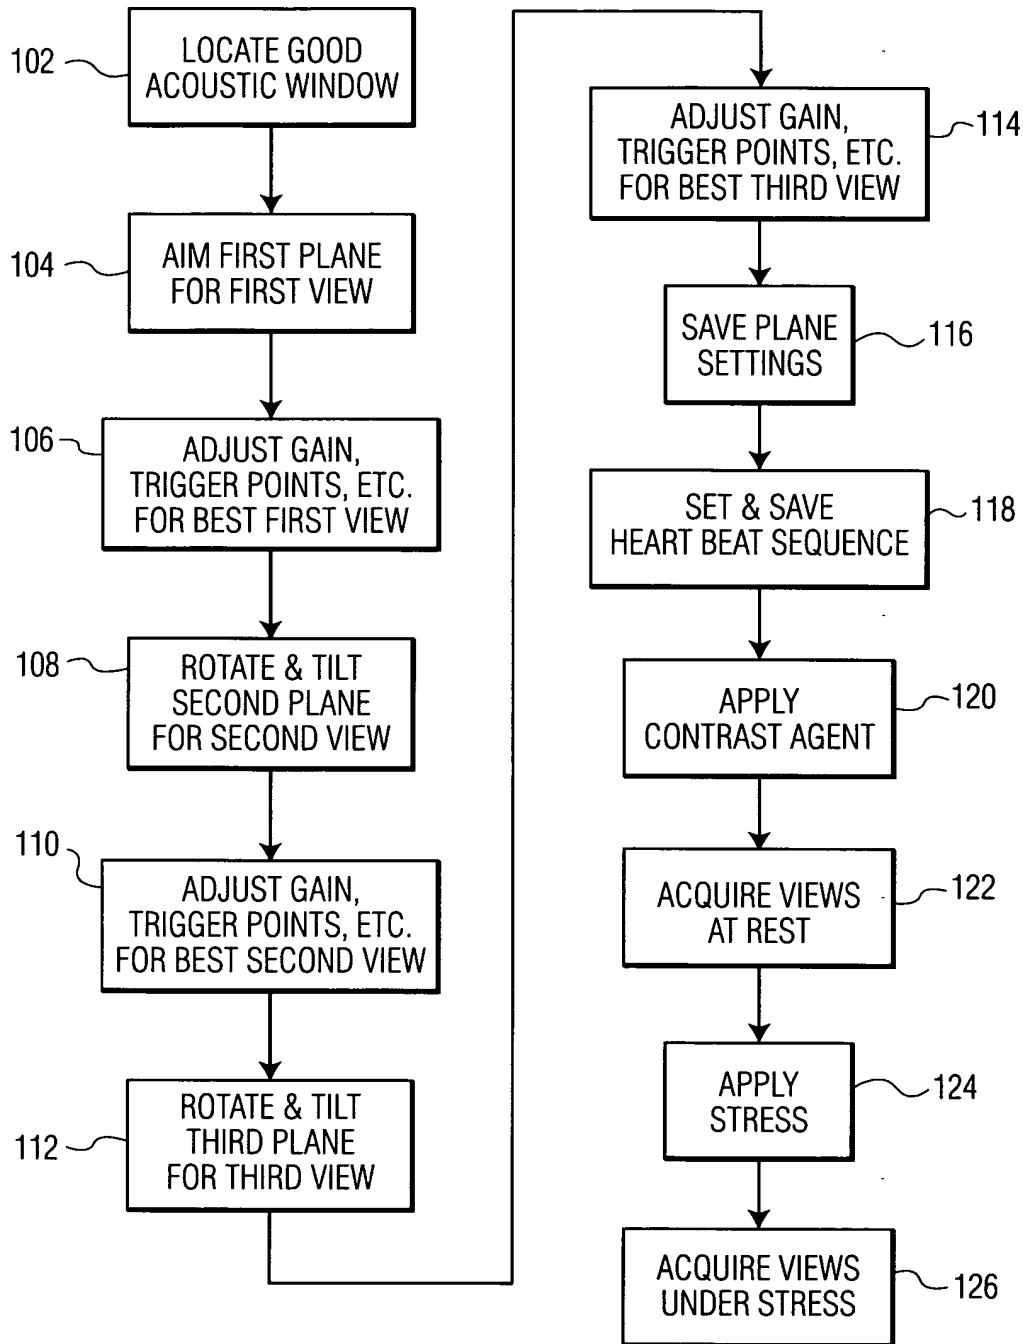 102
LOCATE GOOD
ACOUSTIC WINDOW
104
AIM FIRST PLANE
FOR FIRST VIEW
106
ADJUST GAIN,
TRIGGER POINTS, ETC.
FOR BEST FIRST VIEW
108
ROTATE & TILT
SECOND PLANE
FOR SECOND VIEW
110
ADJUST GAIN,
TRIGGER POINTS, ETC.
FOR BEST SECOND VIEW
112
ROTATE & TILT
THIRD PLANE
FOR THIRD VIEW
ADJUST GAIN,
TRIGGER POINTS, ETC.
FOR BEST THIRD VIEW
114
SAVE PLANE
SETTINGS
116
SET & SAVE
HEART BEAT SEQUENCE
118
APPLY
CONTRAST AGENT
120
ACQUIRE VIEWS
AT REST
122
APPLY
STRESS
124
ACQUIRE VIEWS
UNDER STRESS
126